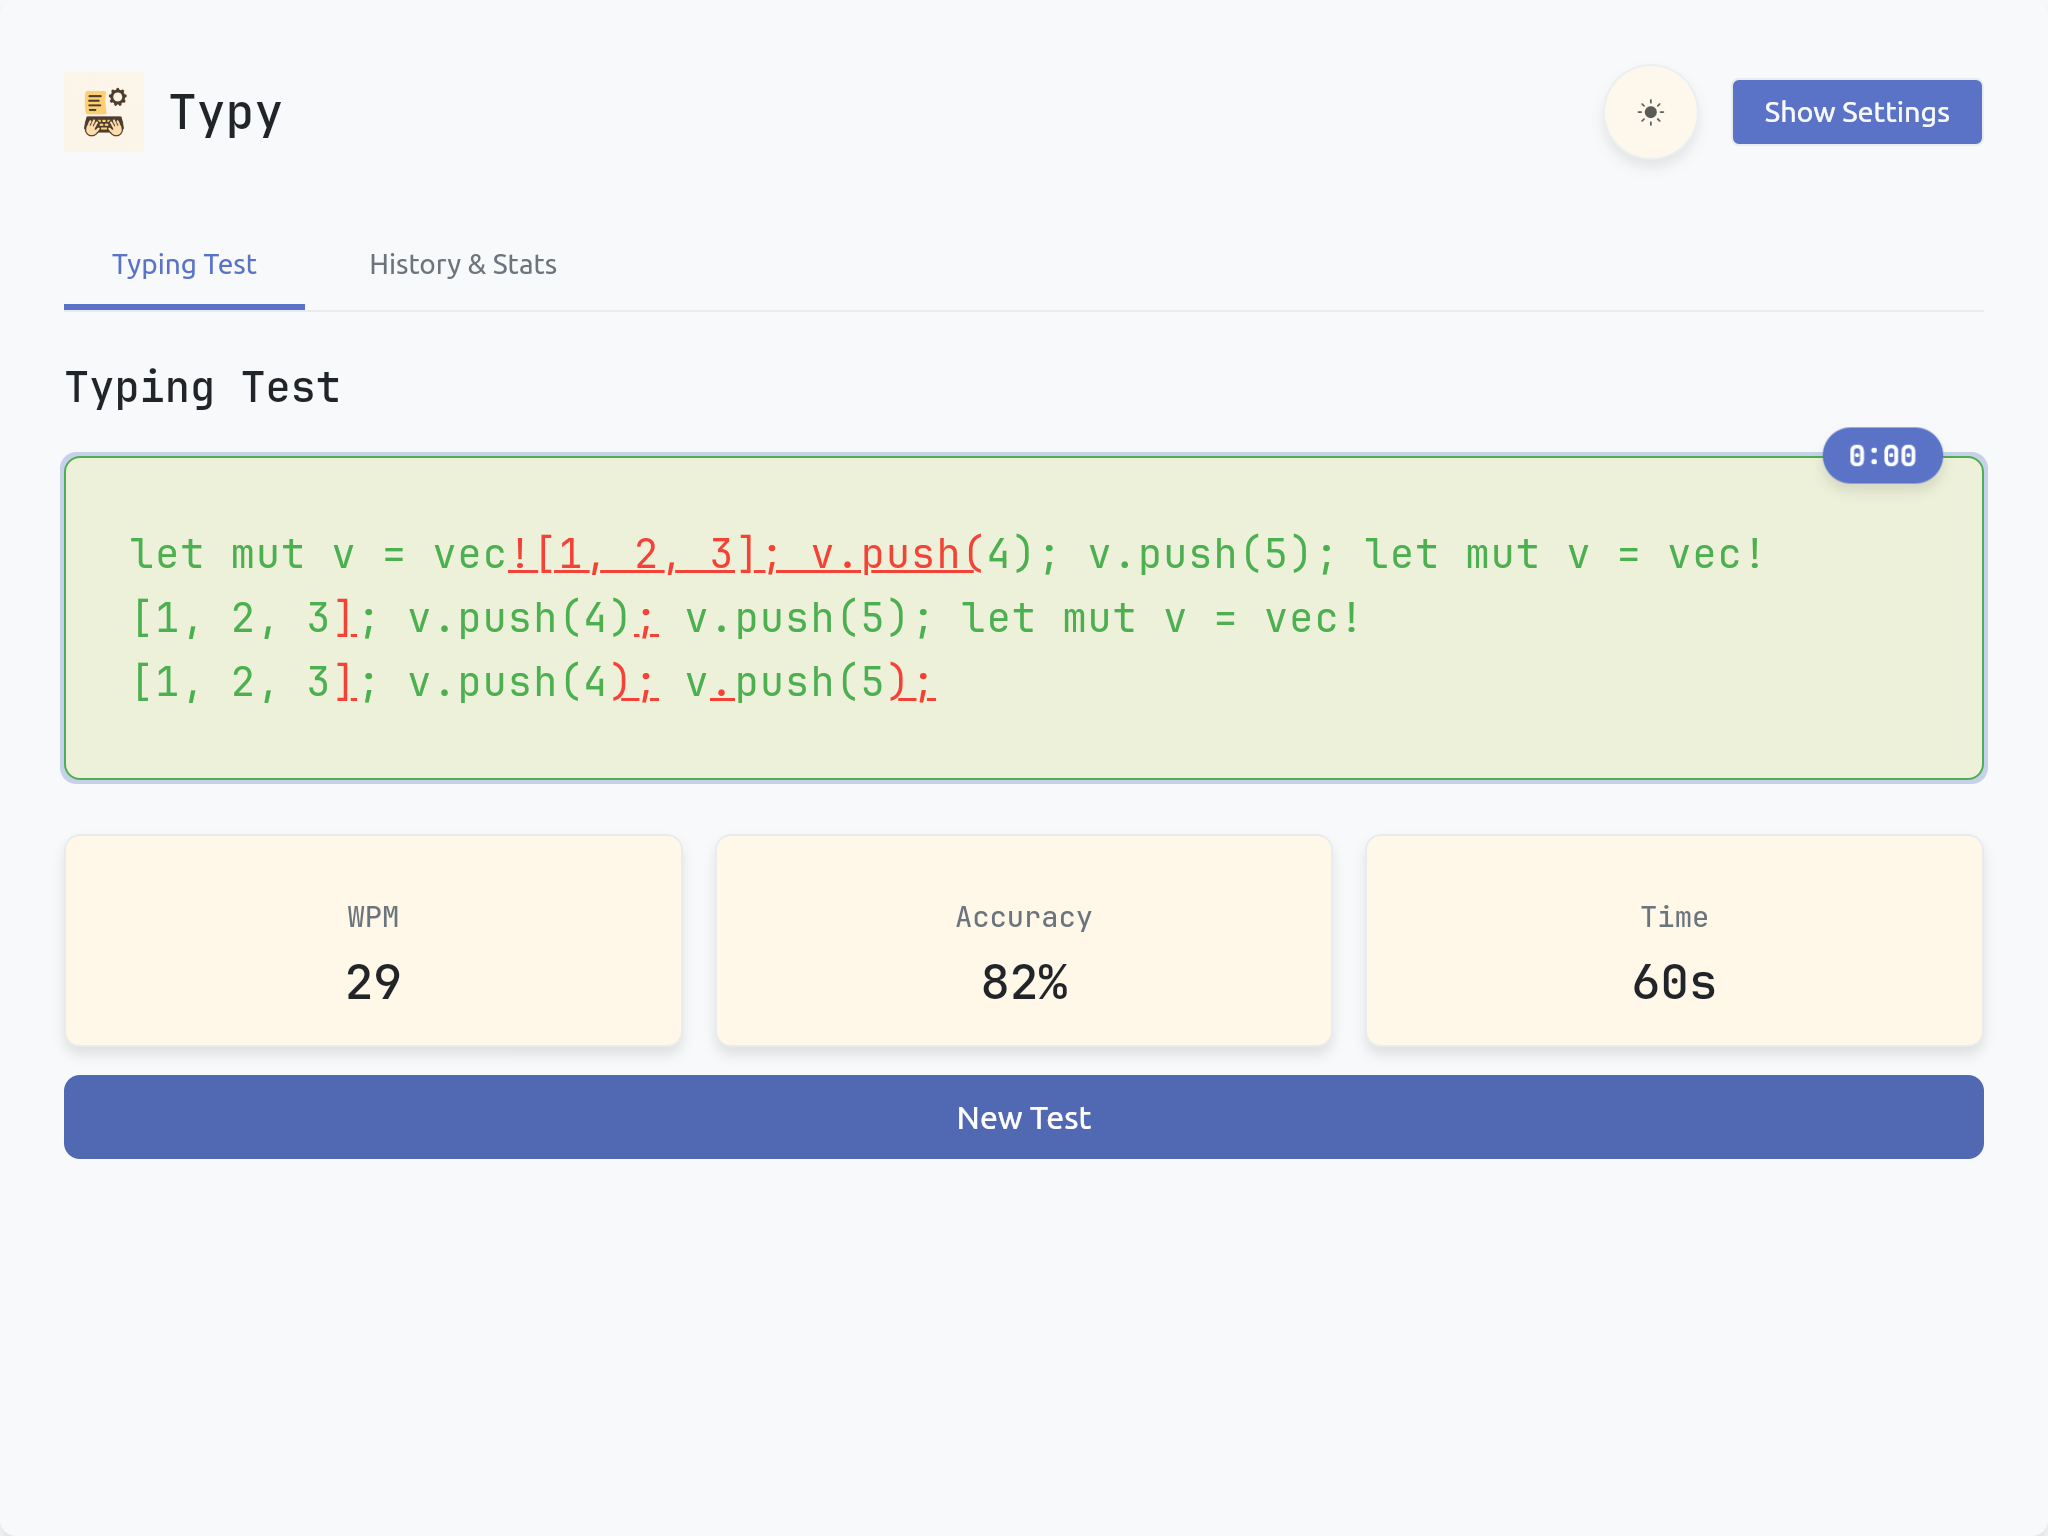 Typy
Show Settings
Typing Test
History & Stats
Typing Test
0:00
let mut v = vec![1, 2, 3]; v.push(4); v.push(5); let mut v = vec!
[1, 2, 3]; v.push(4); v.push(5); let mut v = vec!
[1, 2, 3]; v.push(4); v.push(5);
WPM
29
Accuracy
82%
Time
60s
New Test